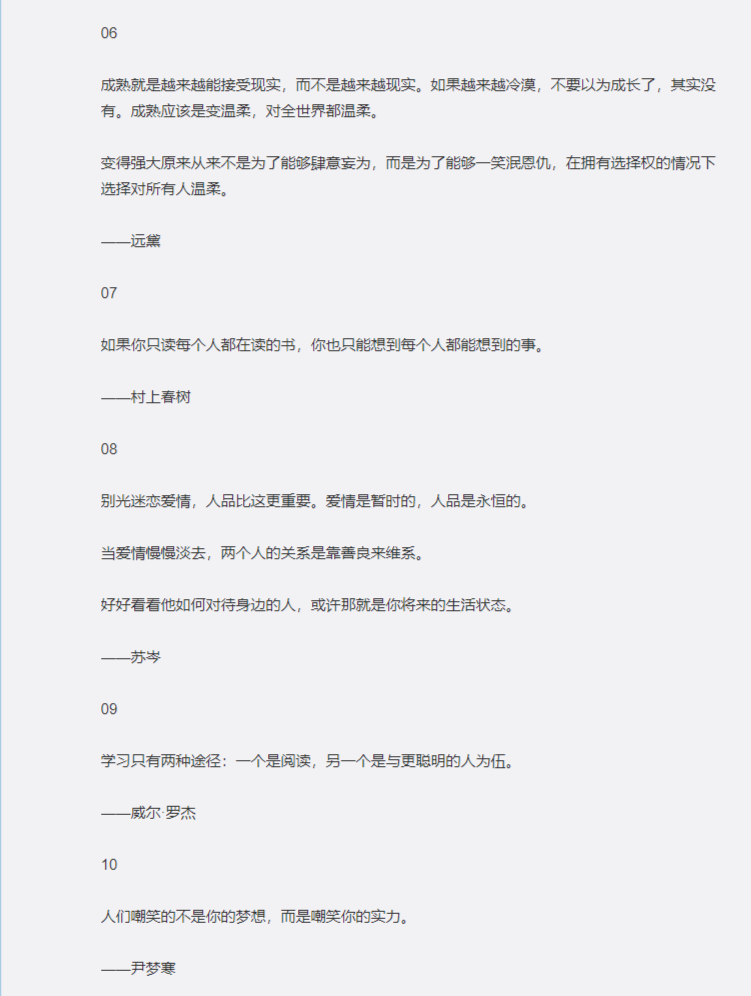 06
成熟就是越来越能接受现实，而不是越来越现实。如果越来越冷漠，不要以为成长了，其实没
有。成熟应该是变温柔，对全世界都温柔。
变得强大原来从来不是为了能够肆意妄为，而是为了能够一笑泯恩仇，在拥有选择权的情况下
选择对所有人温柔。
——远黛
07
如果你只读每个人都在读的书，你也只能想到每个人都能想到的事。
——村上春树
08
别光迷恋爱情，人品比这更重要。爱情是暂时的，人品是永恒的。
当爱情慢慢淡去，两个人的关系是靠善良来维系。
好好看看他如何对待身边的人，或许那就是你将来的生活状态。
——苏岑
09
学习只有两种途径：一个是阅读，另一个是与更聪明的人为伍。
——威尔·罗杰
10
人们嘲笑的不是你的梦想，而是嘲笑你的实力。
——尹梦寒